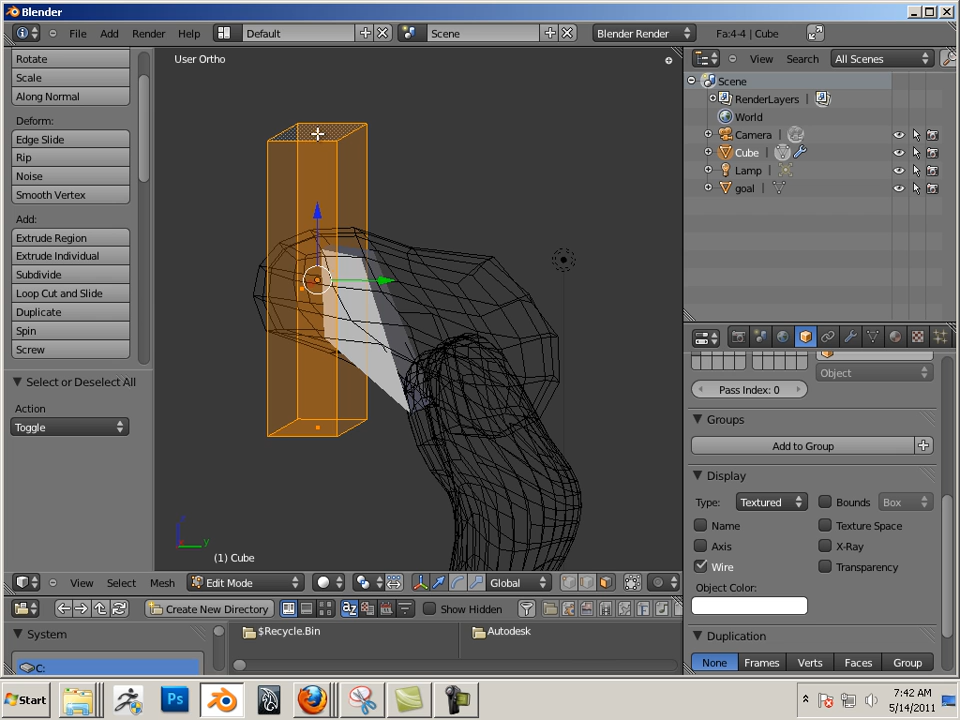 Blender
File Add Render Help Default Scene Blender Render Fa:4-4 | Cube
Rotate
Scale
Along Normal
Deform:
Edge Slide
Rip
Noise
Smooth Vertex
Add:
Extrude Region
Extrude Individual
Subdivide
Loop Cut and Slide
Duplicate
Spin
Screw
Select or Deselect All
Action
Toggle
User Ortho
y
(1) Cube
View Select Mesh Edit Mode Global
View Search All Scenes
Scene
RenderLayers
World
Camera
Cube
Lamp
goal
Object
Pass Index: 0
Groups
Add to Group
Display
Type: Textured Bounds Box
Name Texture Space
Axis X-Ray
Wire Transparency
Object Color:
Duplication
None Frames Verts Faces Group
Create New Directory Show Hidden
System
C:
$Recycle.Bin Autodesk
Start
Ps
7:42 AM
5/14/2011